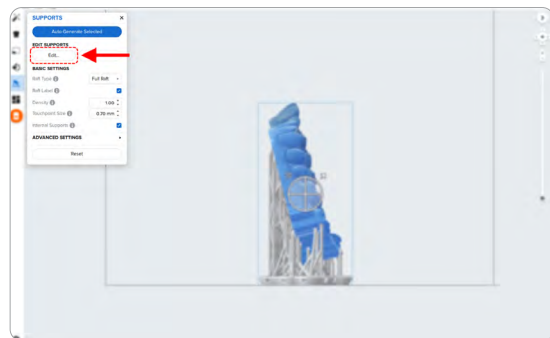 SUPPORTS ×
Auto-Generate Selected
EDIT SUPPORTS
Edit...
BASIC SETTINGS
Raft Type Full Raft
Raft Label
Density 1.00
Touchpoint Size 0.70 mm
Internal Supports
ADVANCED SETTINGS
Reset